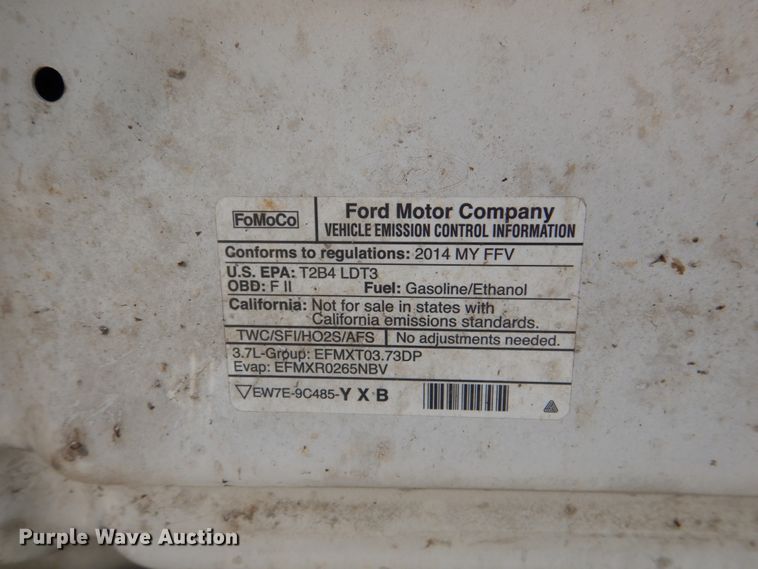 FoMoCo
Ford Motor Company
VEHICLE EMISSION CONTROL INFORMATION
Conforms to regulations: 2014 MY FFV
U.S. EPA: T2B4 LDT3
OBD: F II Fuel: Gasoline/Ethanol
California: Not for sale in states with
California emissions standards.
TWC/SFI/HO2S/AFS No adjustments needed.
3.7L-Group: EFMXT03.73DP
Evap: EFMXR0265NBV
EW7E-9C485-Y X B
Purple Wave Auction